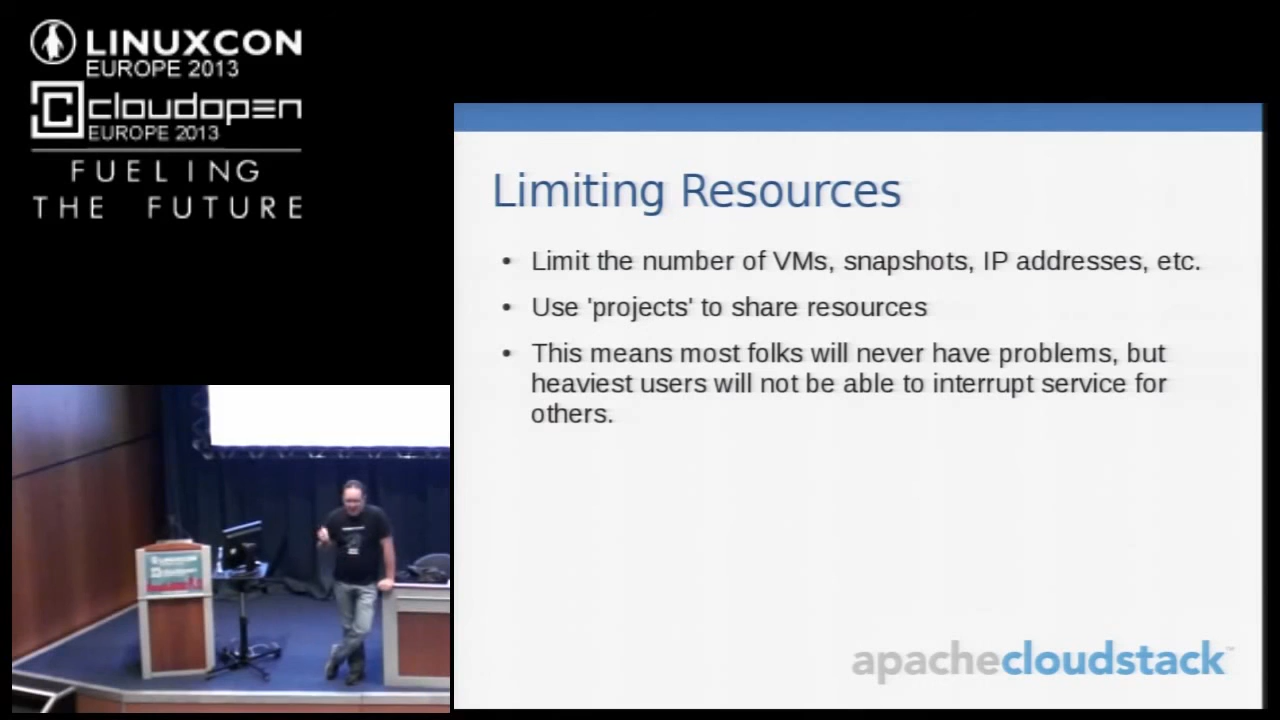 LINUXCON
EUROPE 2013
cloudopen
EUROPE 2013
FUELING
THE FUTURE
Limiting Resources
• Limit the number of VMs, snapshots, IP addresses, etc.
• Use 'projects' to share resources
• This means most folks will never have problems, but
heaviest users will not be able to interrupt service for
others.
apachecloudstack™
LINUXCON